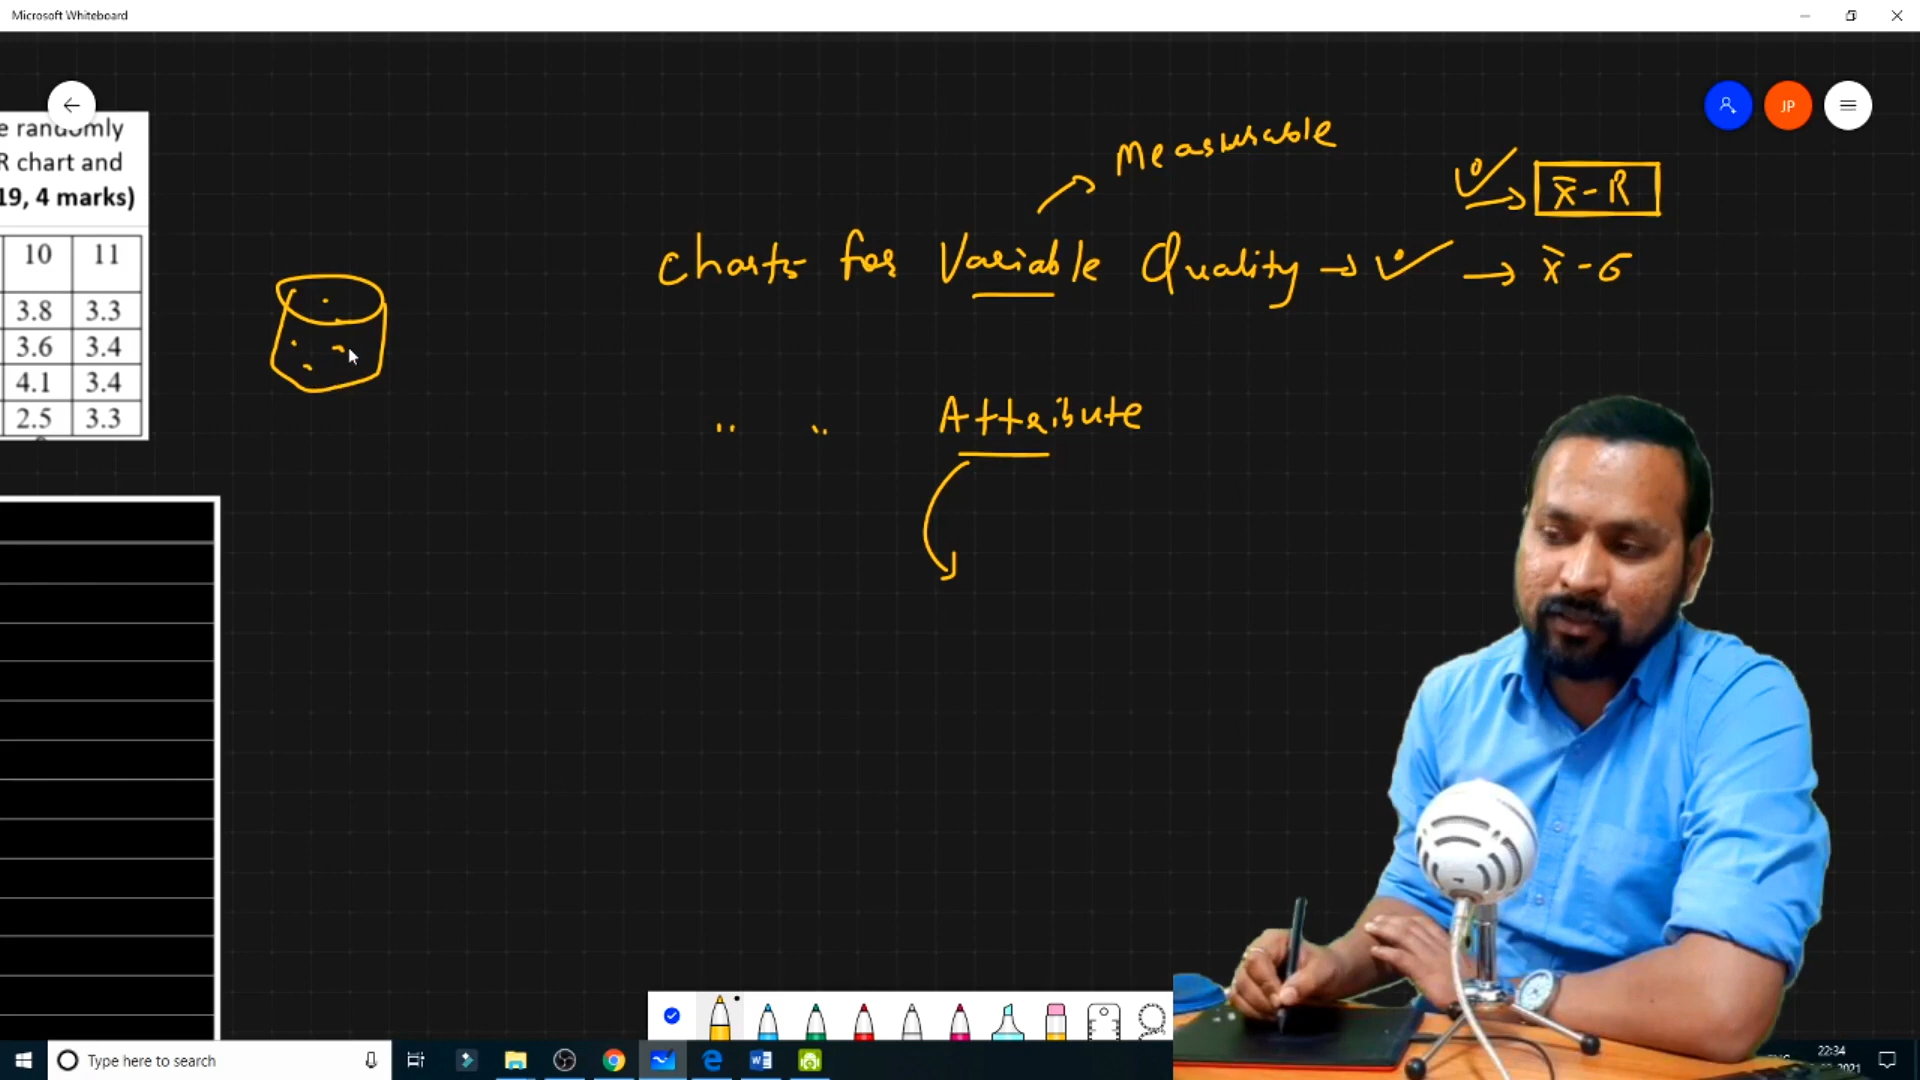 Microsoft Whiteboard
e randomly
R chart and
19, 4 marks)
10 11
3.8 3.3
3.6 3.4
4.1 3.4
2.5 3.3
Measurable
x̄ - R
Charts for Variable Quality → → x̄ - σ
" " Attribute
JP
Type here to search
22:34
2021